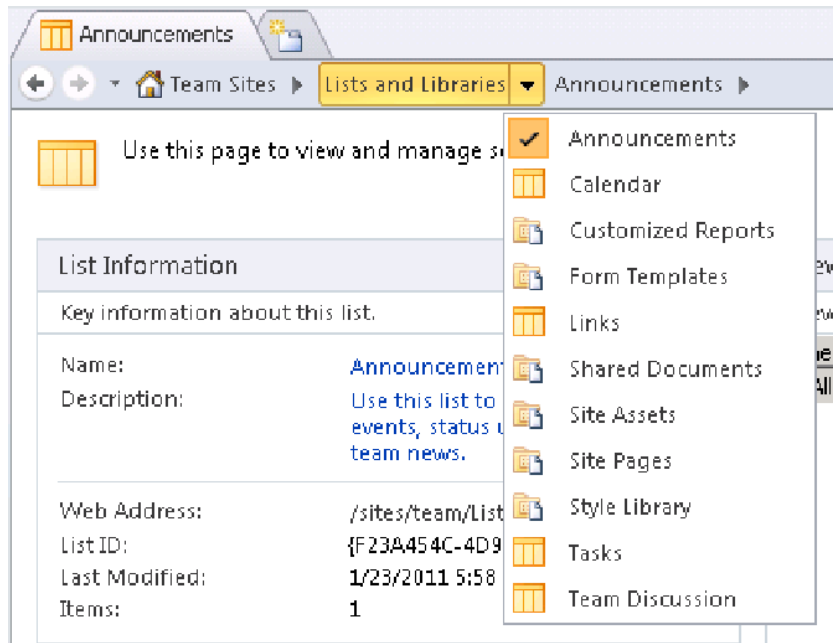 Announcements
Team Sites Lists and Libraries Announcements
Use this page to view and manage
Announcements
Calendar
Customized Reports
Form Templates
Links
Shared Documents
Site Assets
Site Pages
Style Library
Tasks
Team Discussion
List Information
Key information about this list.
Name:
Description:
Use this list to
events, status
team news.
Web Address: /sites/team/List
List ID: {F23A454C-4D9
Last Modified: 1/23/2011 5:58
Items: 1